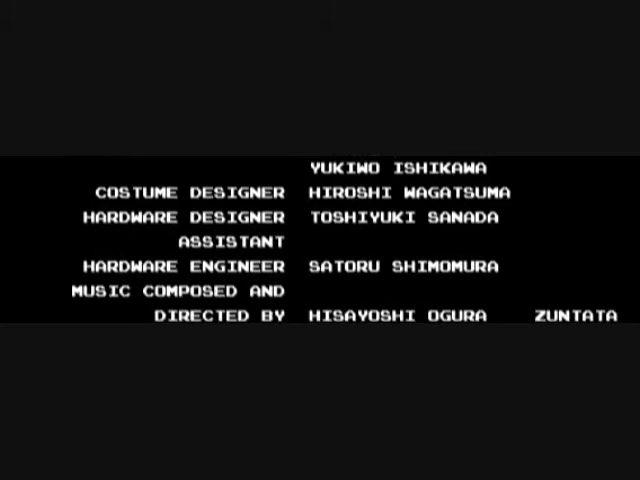 YUKIWO ISHIKAWA
COSTUME DESIGNER HIROSHI WAGATSUMA
HARDWARE DESIGNER TOSHIYUKI SANADA
ASSISTANT
HARDWARE ENGINEER SATORU SHIMOMURA
MUSIC COMPOSED AND
DIRECTED BY HISAYOSHI OGURA ZUNTATA